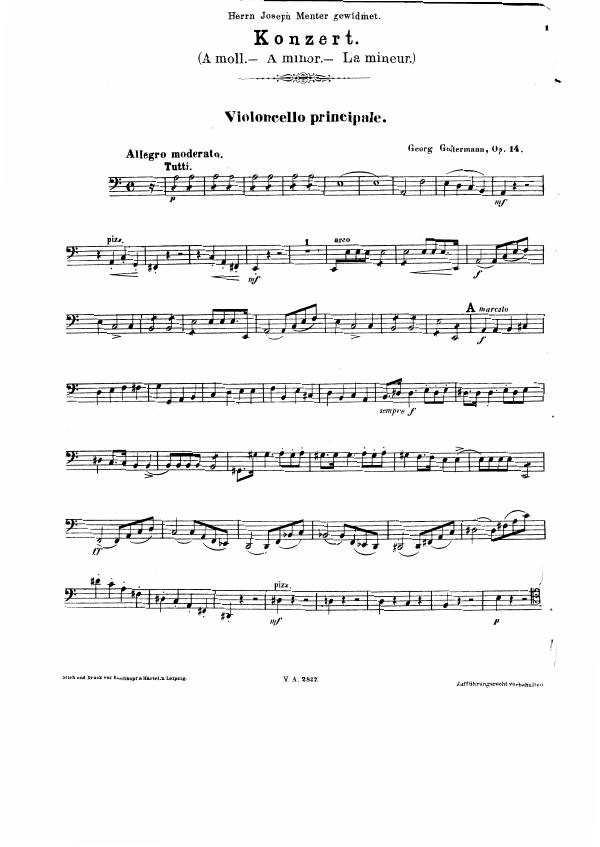 Herrn Joseph Menter gewidmet.
1
Konzert.
(A moll.— A minor.— La mineur.)
Violoncello principale.
Georg Goltermann, Op. 14.
Allegro moderato.
Tutti.
p
mf
pizz.
1
arco
mf
f
A marcato
f
sempre f
ff
pizz.
mf
p
Stich und Druck von Breitkopf & Härtel in Leipzig.
V. A. 2847.
Aufführungsrecht vorbehalten